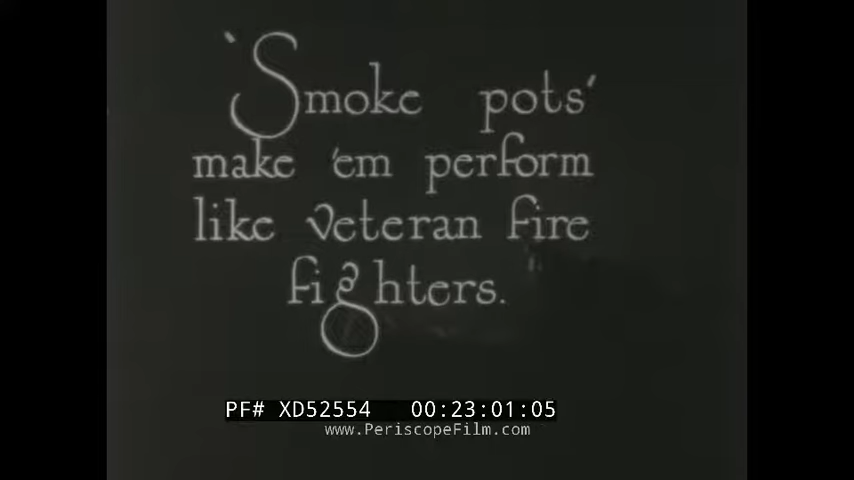 'Smoke pots'
make 'em perform
like veteran fire
fighters.
PF# XD52554 00:23:01:05
www.PeriscopeFilm.com